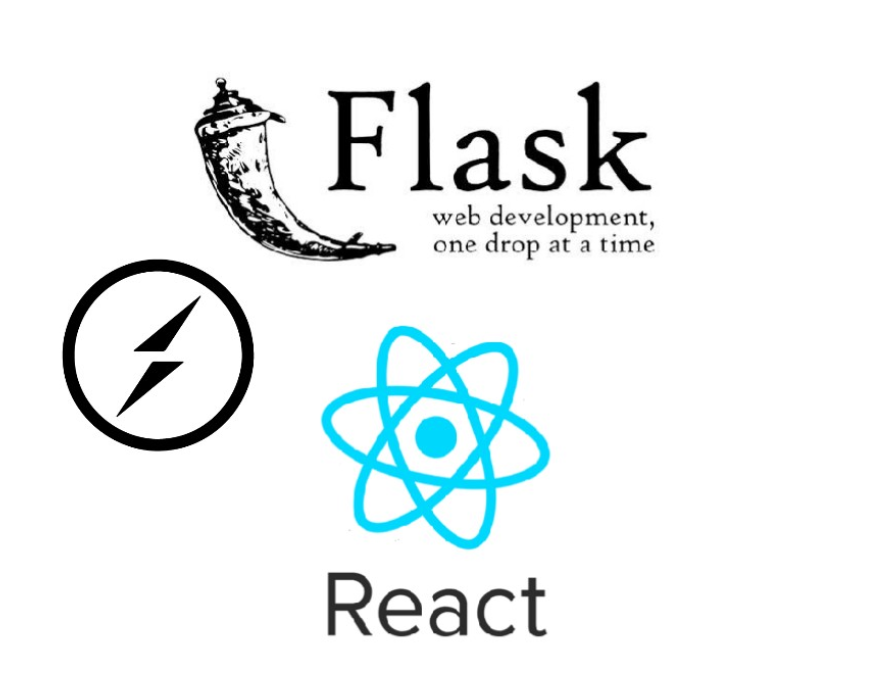 Flask
web development,
one drop at a time
React